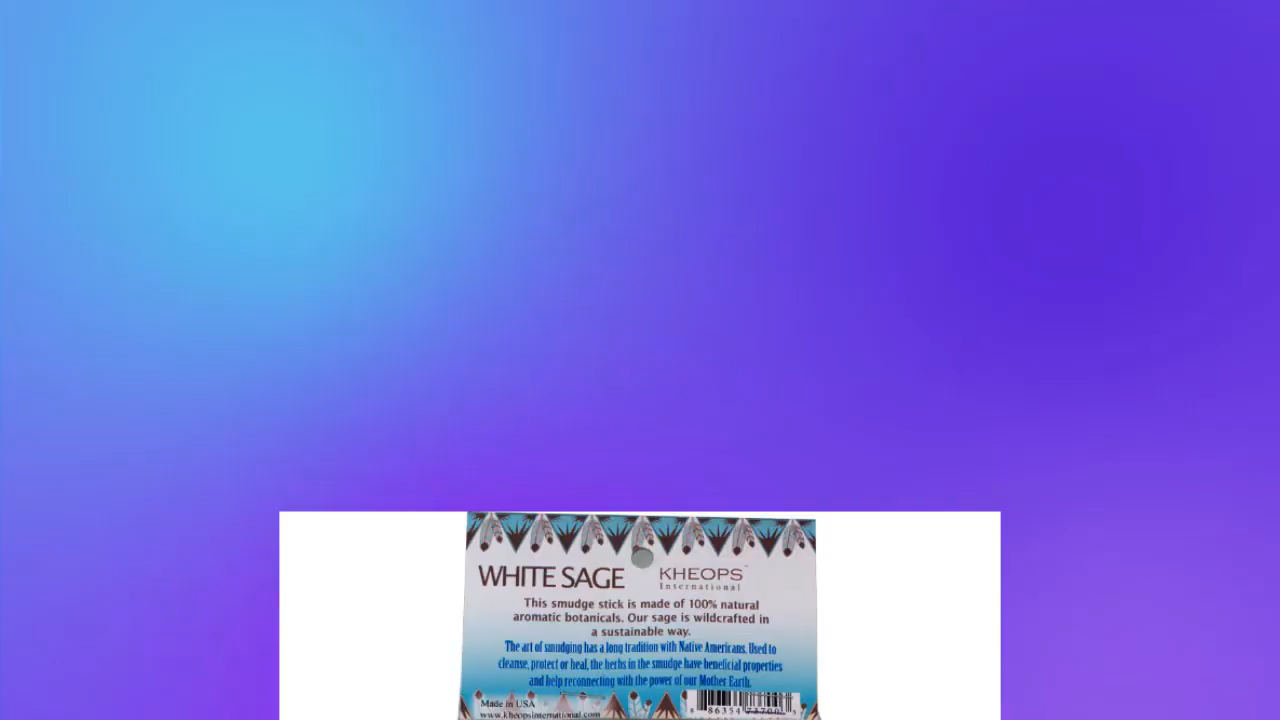 WHITE SAGE
KHEOPS™
International
This smudge stick is made of 100% natural
aromatic botanicals. Our sage is wildcrafted in
a sustainable way.
The art of smudging has a long tradition with Native Americans. Used to
cleanse, protect or heal, the herbs in the smudge have beneficial properties
and help reconnecting with the power of our Mother Earth.
Made in USA
www.kheopsinternational.com
8 86354